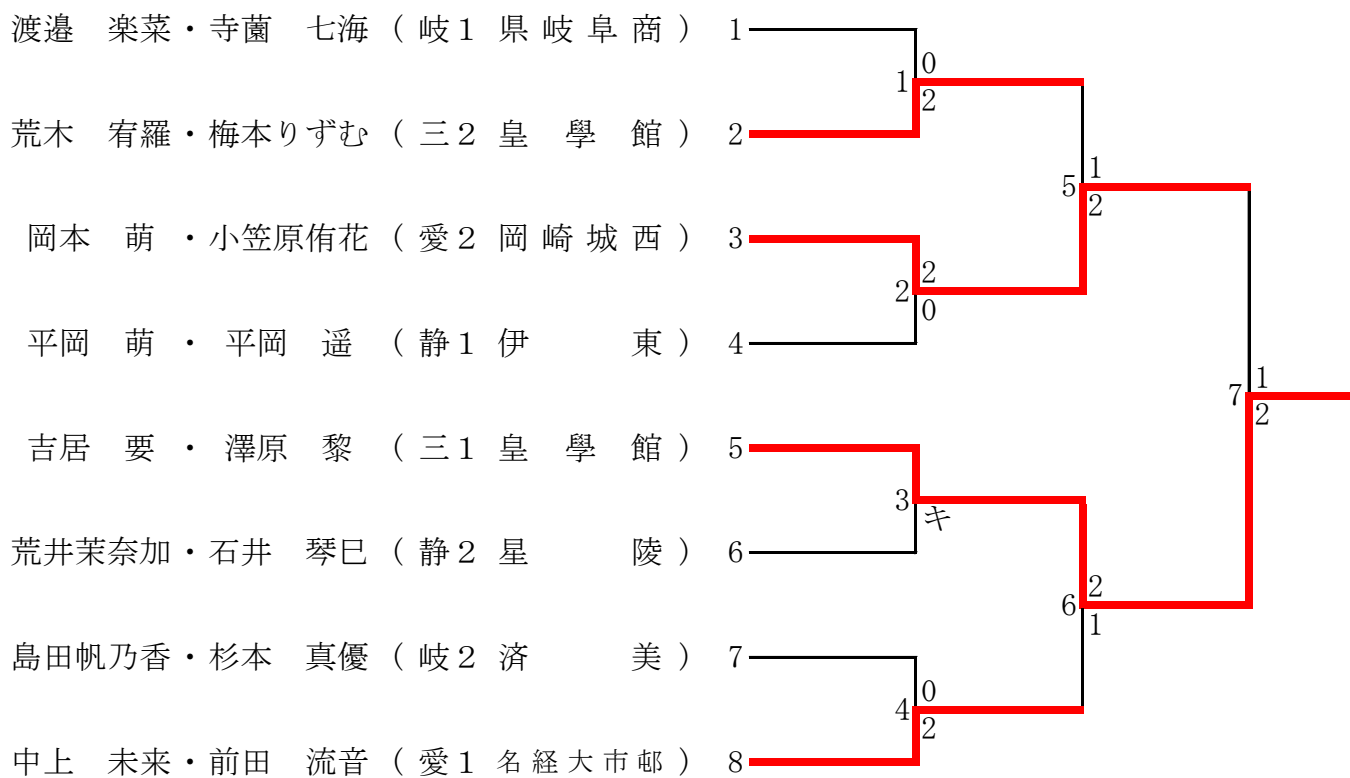 渡邉　楽菜・寺薗　七海 ( 岐１ 県 岐 阜 商 ) 1
0
1
2
荒木　宥羅・梅本りずむ ( 三２ 皇　學　館 ) 2
1
5
2
岡本　萌　・小笠原侑花 ( 愛２ 岡 崎 城 西 ) 3
2
2
0
平岡　萌　・　平岡　遥 ( 静１ 伊　　　東 ) 4
1
7
2
吉居　要　・　澤原　黎 ( 三１ 皇　學　館 ) 5
3
キ
荒井茉奈加・石井　琴巳 ( 静２ 星　　　陵 ) 6
2
6
1
島田帆乃香・杉本　真優 ( 岐２ 済　　　美 ) 7
0
4
2
中上　未来・前田　流音 ( 愛１ 名 経 大 市 邨 ) 8